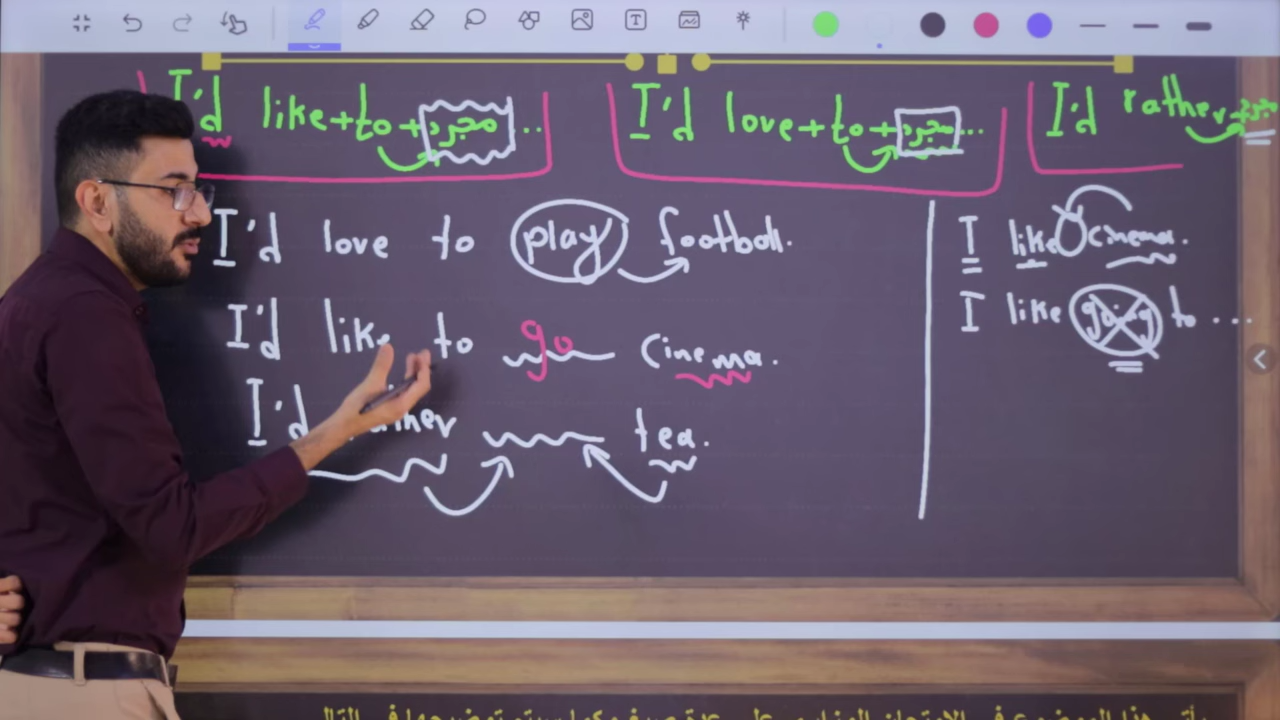 I'd like+to+مجرد.. I'd love+to+مجرد... I'd rather+مجرد
I'd love to play football.
I'd like to go cinema.
I'd rather tea.
I like cinema.
I like going to ...